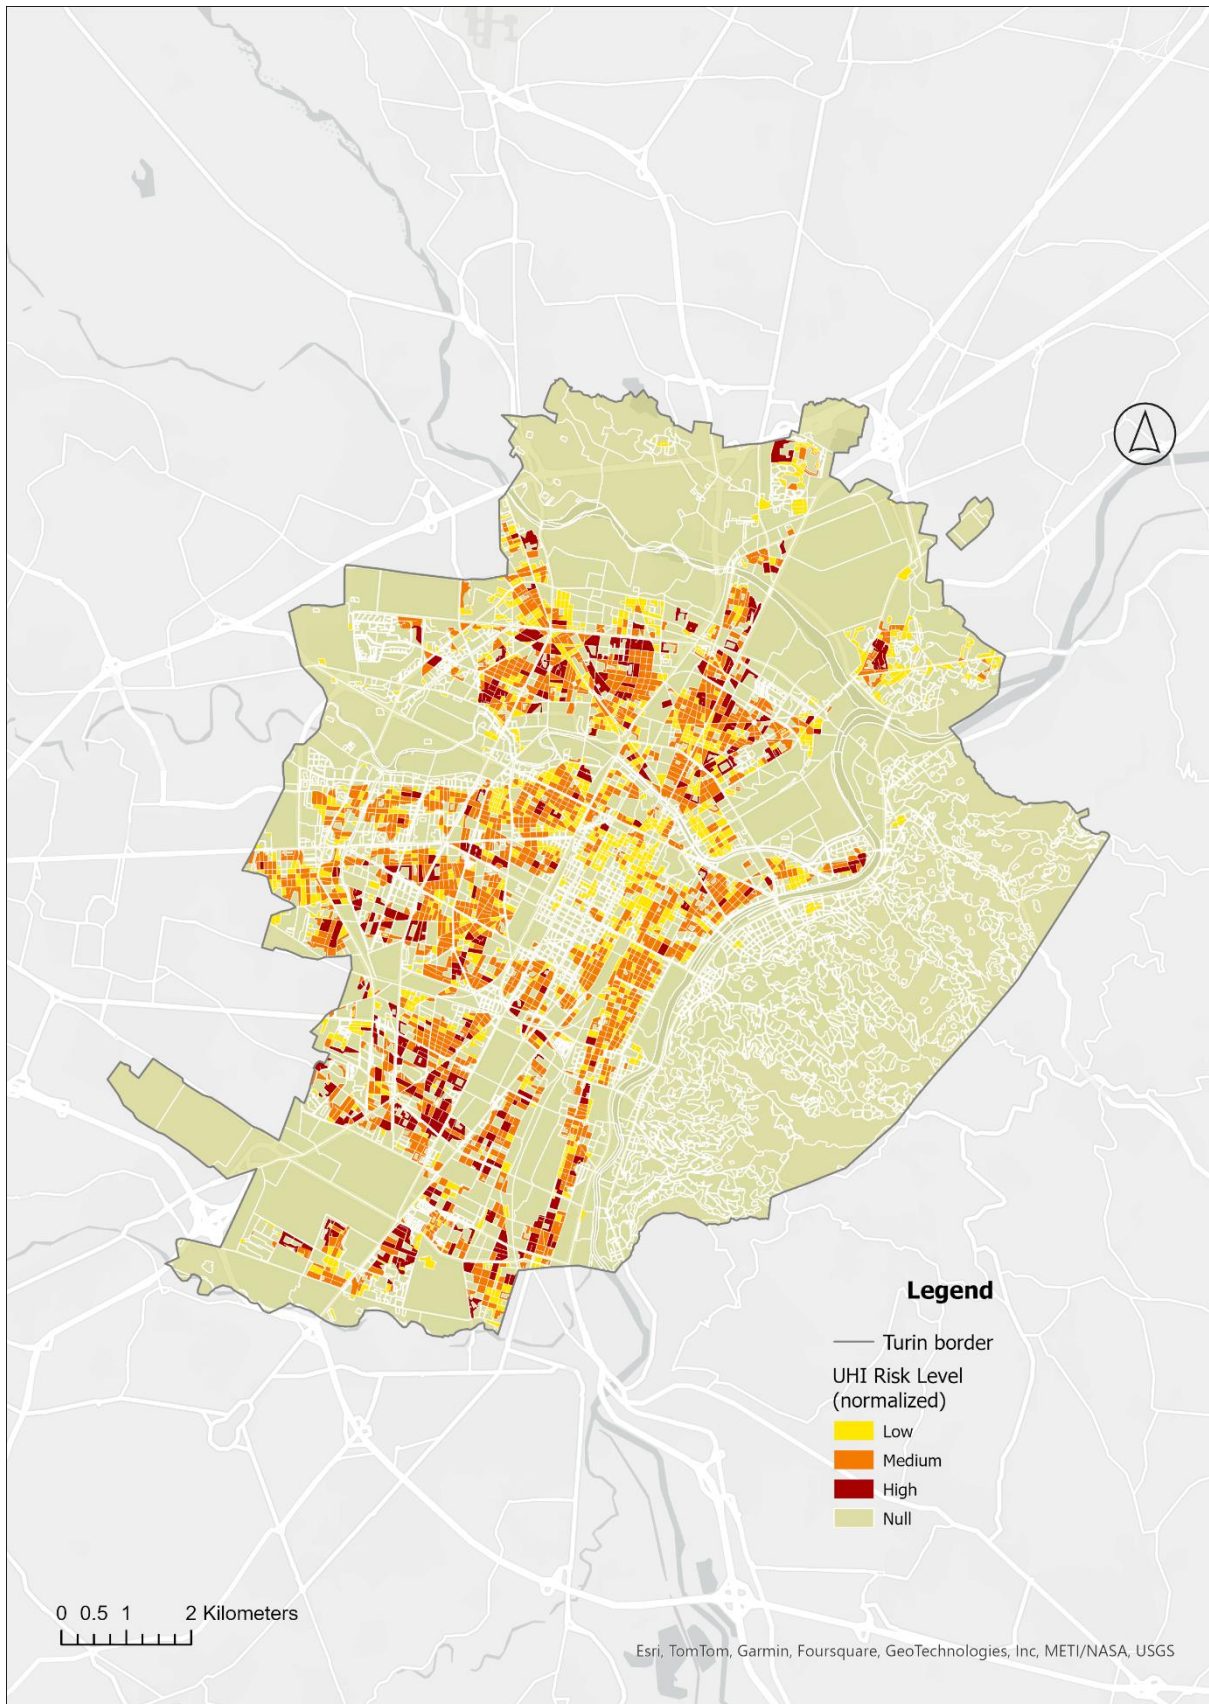 Legend
Turin border
UHI Risk Level
(normalized)
Low
Medium
High
Null
0 0.5 1 2 Kilometers
Esri, TomTom, Garmin, Foursquare, GeoTechnologies, Inc, METI/NASA, USGS